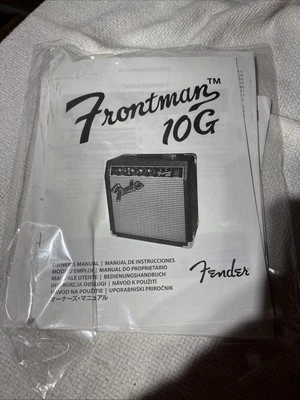 Frontman™
10G
Fender
OWNER'S MANUAL | MANUAL DE INSTRUCCIONES
MODE D'EMPLOI | MANUAL DO PROPRIETÁRIO
MANUALE UTENTE | BEDIENUNGSHANDBUCH
INSTRUKCJA OBSŁUGI | NÁVOD K POUŽITÍ
NÁVOD NA POUŽITIE | UPORABNIŠKI PRIROČNIK
オーナーズ・マニュアル
Fender